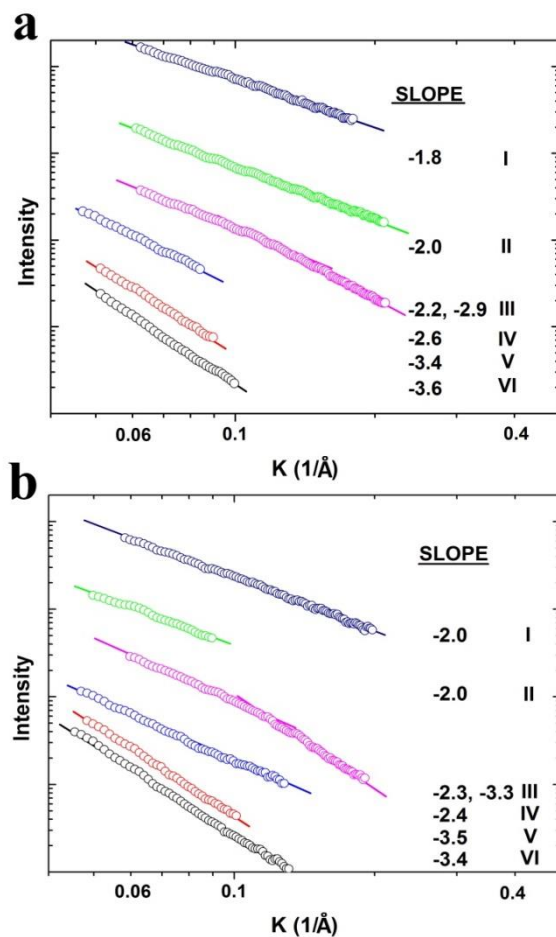 a
SLOPE
-1.8 I
-2.0 II
-2.2, -2.9 III
-2.6 IV
-3.4 V
-3.6 VI
Intensity
0.06 0.1 0.4
K (1/Å)
b
SLOPE
-2.0 I
-2.0 II
-2.3, -3.3 III
-2.4 IV
-3.5 V
-3.4 VI
Intensity
0.06 0.1 0.4
K (1/Å)